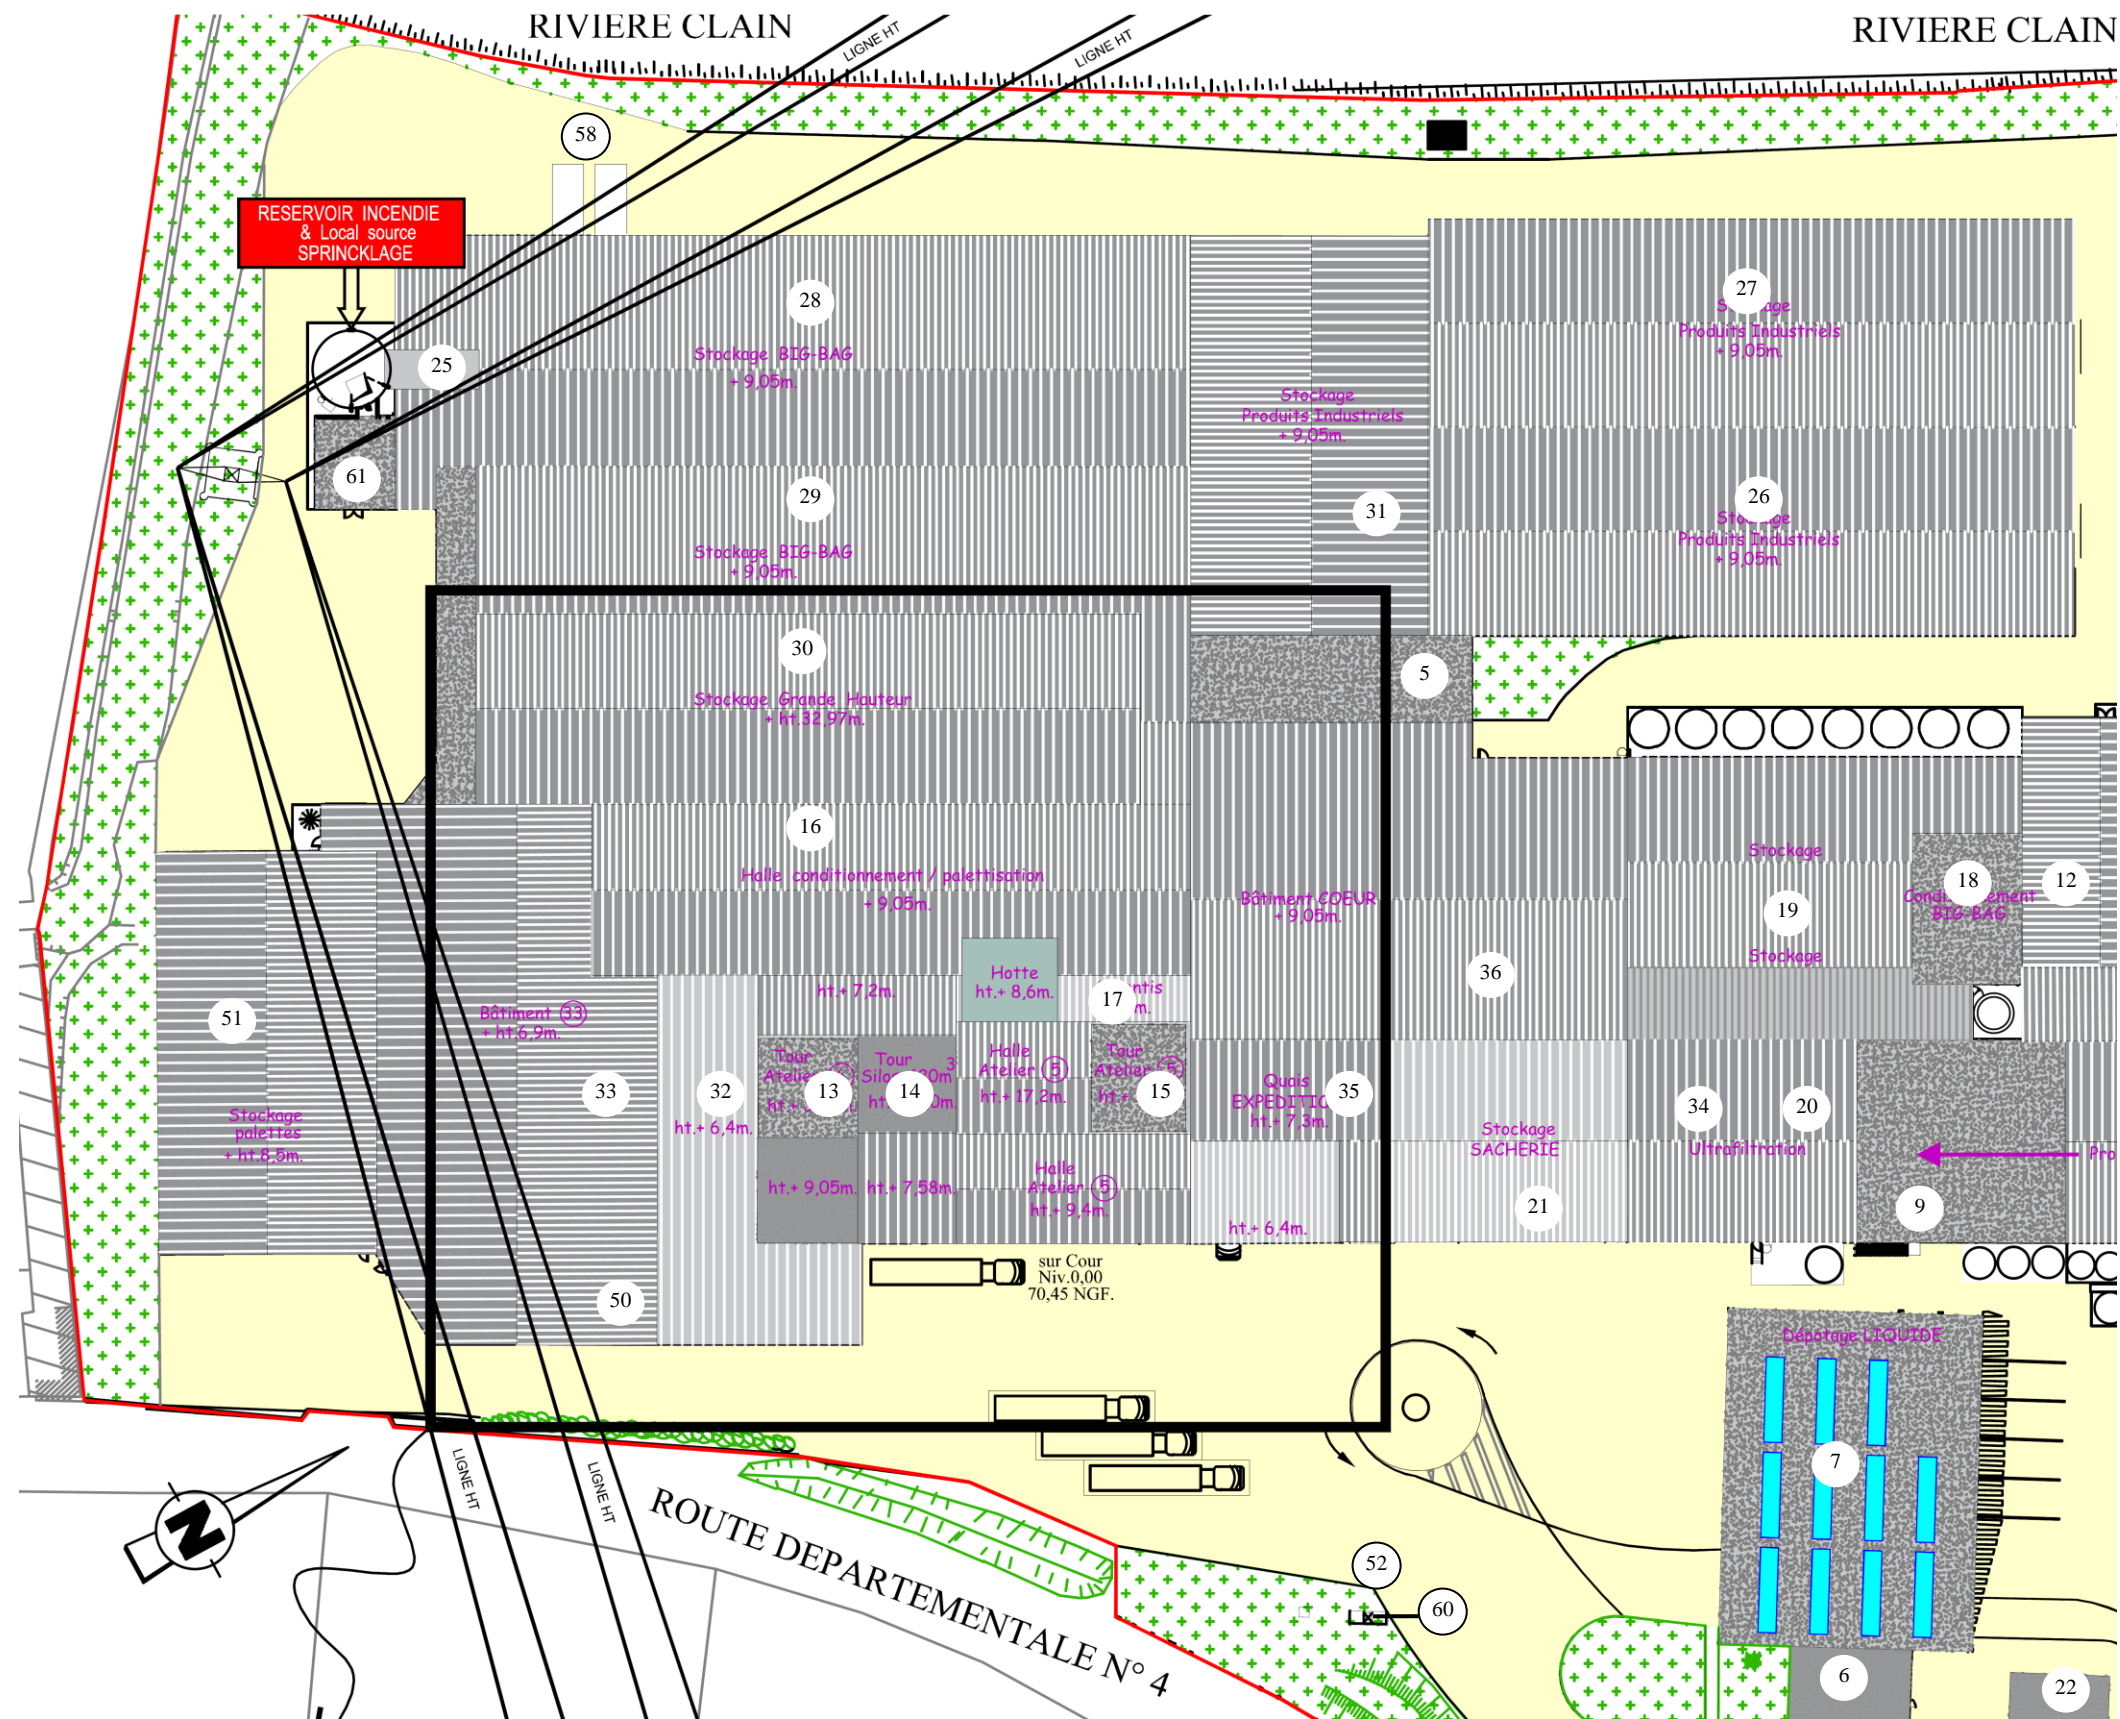 RIVIERE CLAIN
RIVIERE CLAIN
LIGNE HT
LIGNE HT
58
RESERVOIR INCENDIE
& Local source
SPRINCKLAGE
28
Stockage BIG-BAG
+ 9,05m.
25
27
Produits Industriels
+ 9,05m.
Stockage
Produits Industriels
+ 9,05m.
61
29
Stockage BIG-BAG
+ 9,05m.
31
26
Stockage
Produits Industriels
+ 9,05m.
30
Stockage Grande Hauteur
+ ht.32,97m.
5
16
Halle conditionnement / palettisation
+ 9,05m.
Bâtiment COEUR
+ 9,05m.
Stockage
19
Stockage
18
BIG-BAG
12
36
51
Bâtiment 33
+ ht.6,9m.
ht.+ 7,2m.
Hotte
ht.+ 8,6m.
17
m.
33
32
ht.+ 6,4m.
Tour
Atelier
13
Tour
3
14
Halle
Atelier 5
ht.+ 17,2m.
Tour
Atelier 5
ht.+
15
Quais
ht.+ 7,3m.
35
Stockage
palettes
+ ht.8,5m.
Stockage
SACHERIE
21
34
20
Ultrafiltration
9
Pro
ht.+ 9,05m.
ht.+ 7,58m.
Halle
Atelier 5
ht.+ 9,4m.
ht.+ 6,4m.
50
sur Cour
Niv.0,00
70,45 NGF.
Dépotage LIQUIDE
7
LIGNE HT
LIGNE HT
N
ROUTE DEPARTEMENTALE N° 4
52
60
6
22